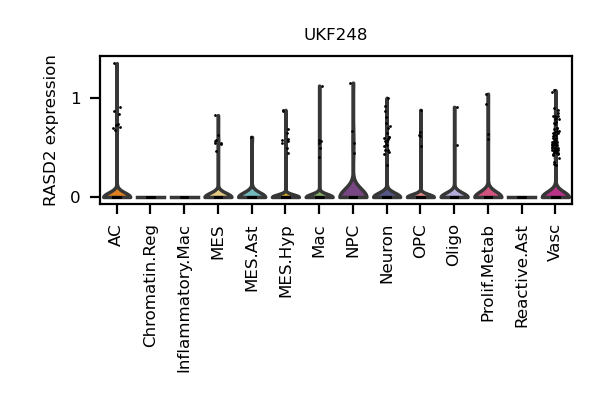 UKF248
RASD2 expression
1
0
AC
Chromatin.Reg
Inflammatory.Mac
MES
MES.Ast
MES.Hyp
Mac
NPC
Neuron
OPC
Oligo
Prolif.Metab
Reactive.Ast
Vasc